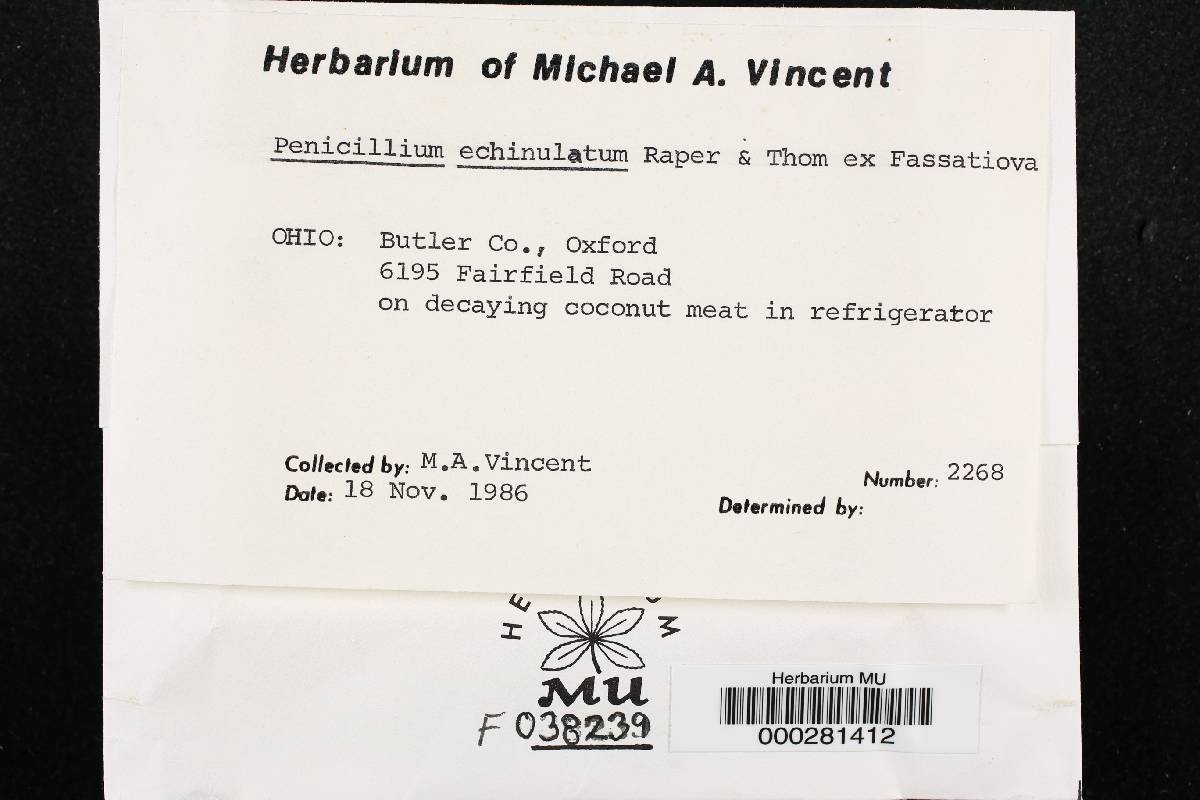 Herbarium of Michael A. Vincent
Penicillium echinulatum Raper & Thom ex Fassatiova
OHIO: Butler Co., Oxford
6195 Fairfield Road
on decaying coconut meat in refrigerator
Collected by: M.A.Vincent
Number: 2268
Date: 18 Nov. 1986
Determined by:
MU
F 038239
Herbarium MU
000281412